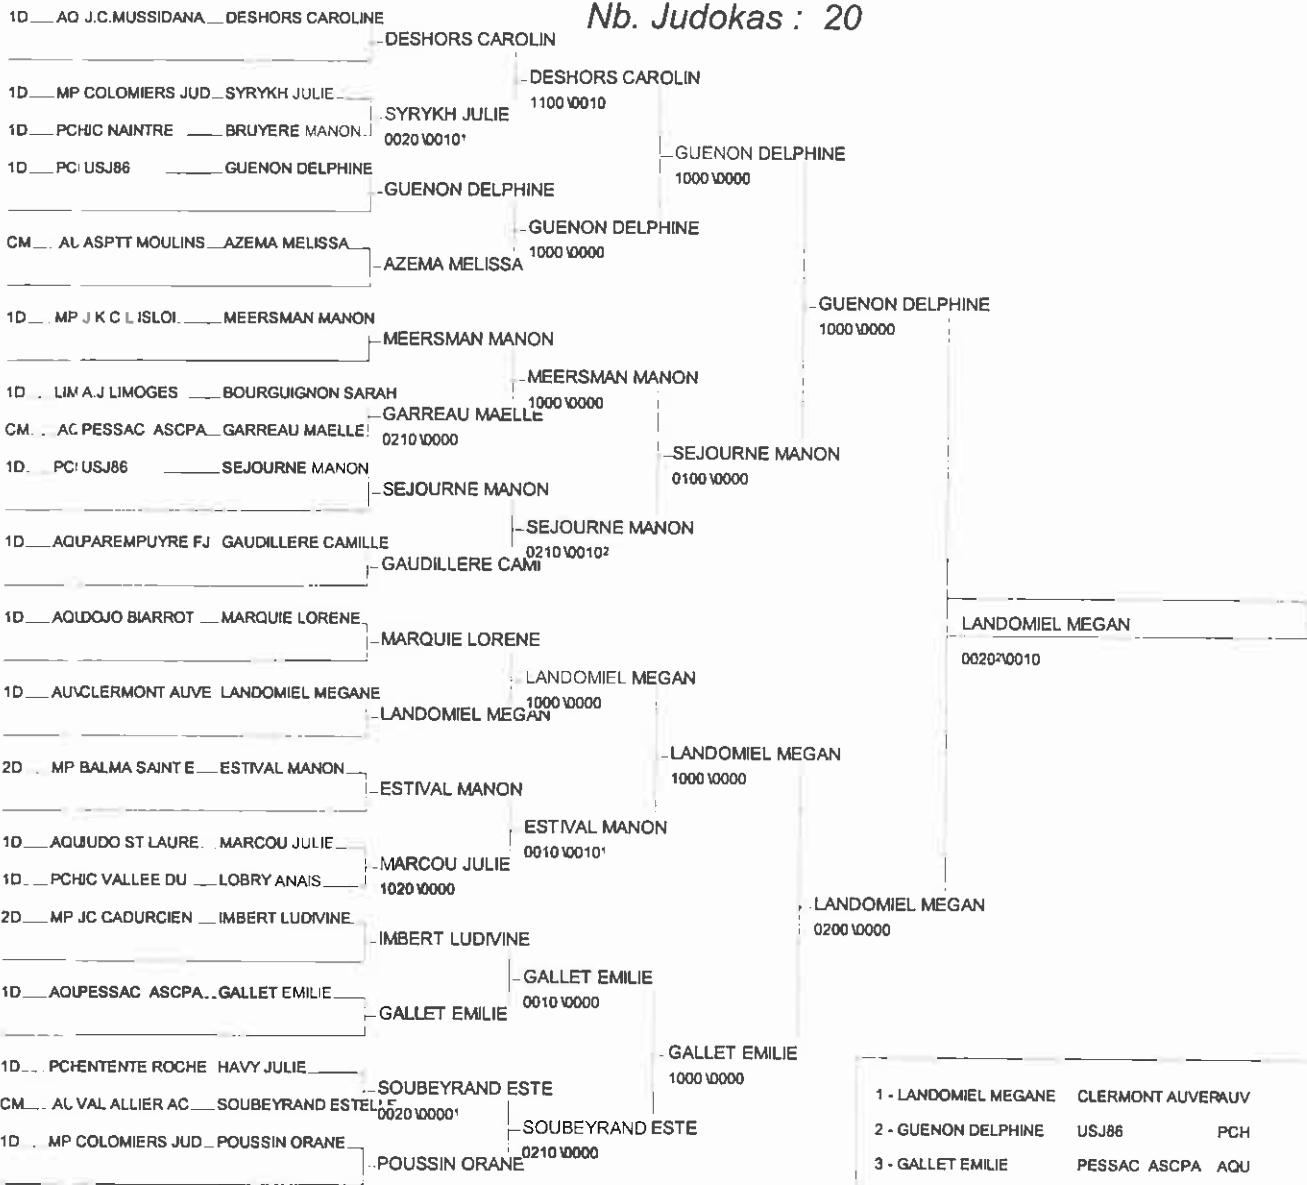 Nb. Judokas : 20
1D AQ J.C.MUSSIDANA DESHORS CAROLINE
DESHORS CAROLIN
DESHORS CAROLIN
1100\0010
1D MP COLOMIERS JUD SYRYKH JULIE
SYRYKH JULIE
0020\0010¹
1D PCHJC NAINTRE BRUYERE MANON
GUENON DELPHINE
1000\0000
1D PCI USJ86 GUENON DELPHINE
GUENON DELPHINE
GUENON DELPHINE
1000\0000
CM AU ASPTT MOULINS AZEMA MELISSA
AZEMA MELISSA
GUENON DELPHINE
1000\0000
1D MP J K C L ISLOI MEERSMAN MANON
MEERSMAN MANON
MEERSMAN MANON
1000\0000
1D LIM A.J LIMOGES BOURGUIGNON SARAH
GARREAU MAELLE
0210\0000
CM AQ PESSAC ASCPA GARREAU MAELLE
SEJOURNE MANON
0100\0000
1D PCI USJ86 SEJOURNE MANON
SEJOURNE MANON
SEJOURNE MANON
0210\0010²
1D AQUPAREMPUYRE FJ GAUDILLERE CAMILLE
GAUDILLERE CAMI
1D AQUDOJO BIARROT MARQUIE LORENE
LANDOMIEL MEGAN
0020²\0010
MARQUIE LORENE
LANDOMIEL MEGAN
1000\0000
1D AUVCLERMONT AUVE LANDOMIEL MEGANE
LANDOMIEL MEGAN
LANDOMIEL MEGAN
1000\0000
2D MP BALMA SAINT E ESTIVAL MANON
ESTIVAL MANON
ESTIVAL MANON
0010\0010¹
1D AQUJUDO ST LAURE MARCOU JULIE
MARCOU JULIE
1020\0000
1D PCHJC VALLEE DU LOBRY ANAIS
LANDOMIEL MEGAN
0200\0000
2D MP JC CADURCIEN IMBERT LUDIVINE
IMBERT LUDIVINE
GALLET EMILIE
0010\0000
1D AQUPESSAC ASCPA GALLET EMILIE
GALLET EMILIE
GALLET EMILIE
1000\0000
1D PCHENTENTE ROCHE HAVY JULIE
SOUBEYRAND ESTE
0020\0000¹
CM AU VAL ALLIER AC SOUBEYRAND ESTELLE
SOUBEYRAND ESTE
0210\0000
1D MP COLOMIERS JUD POUSSIN ORANE
POUSSIN ORANE
1 - LANDOMIEL MEGANE CLERMONT AUVERAUV
2 - GUENON DELPHINE USJ86 PCH
3 - GALLET EMILIE PESSAC ASCPA AQU